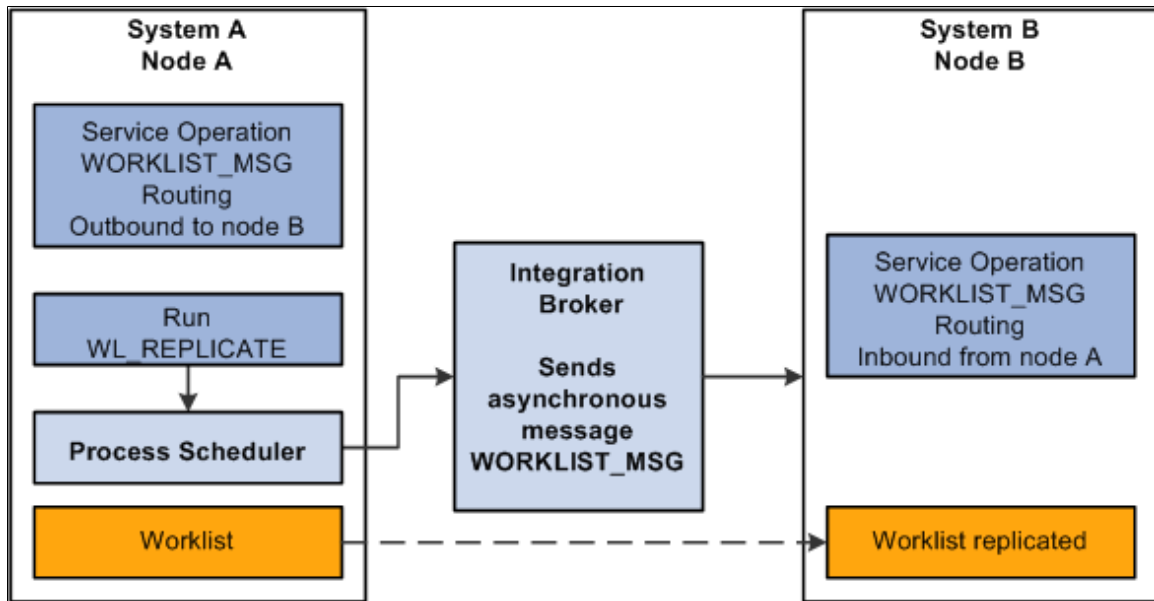 System A
Node A
Service Operation
WORKLIST_MSG
Routing
Outbound to node B
Run
WL_REPLICATE
Process Scheduler
Worklist
Integration
Broker
Sends
asynchronous
message
WORKLIST_MSG
System B
Node B
Service Operation
WORKLIST_MSG
Routing
Inbound from node A
Worklist replicated